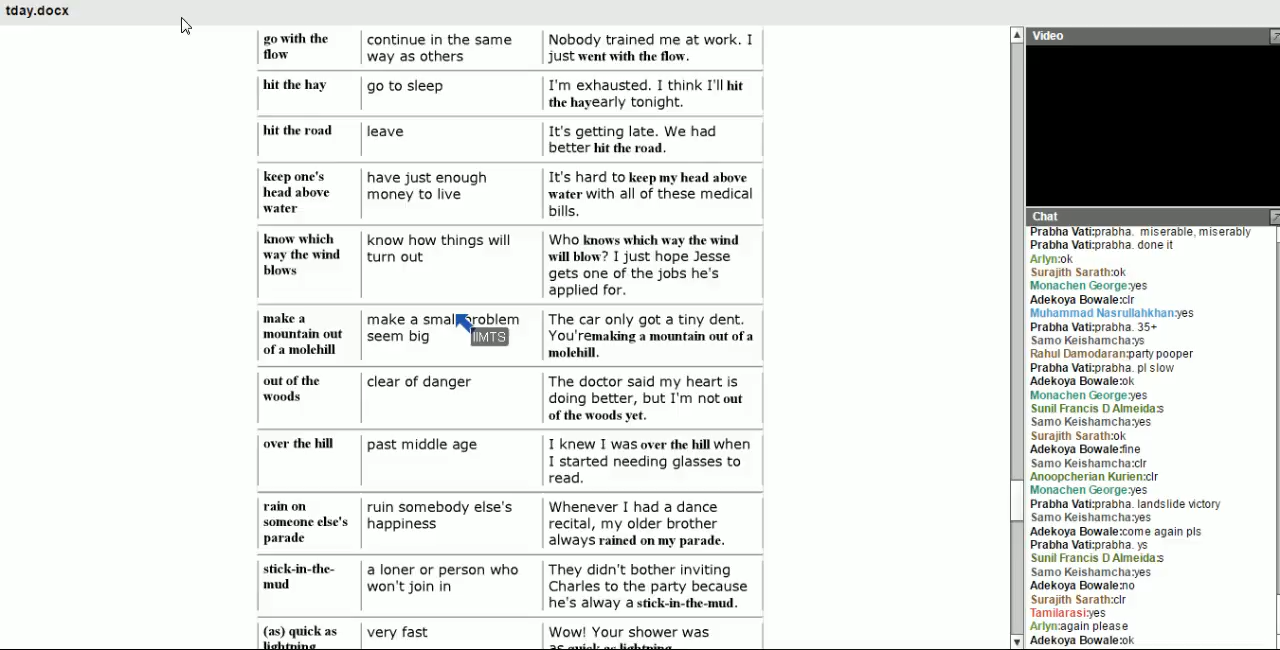 tday.docx
go with the
flow
continue in the same
way as others
Nobody trained me at work. I
just went with the flow.
hit the hay
go to sleep
I'm exhausted. I think I'll hit
the hayearly tonight.
hit the road
leave
It's getting late. We had
better hit the road.
keep one's
head above
water
have just enough
money to live
It's hard to keep my head above
water with all of these medical
bills.
know which
way the wind
blows
know how things will
turn out
Who knows which way the wind
will blow? I just hope Jesse
gets one of the jobs he's
applied for.
make a
mountain out
of a molehill
make a small problem
seem big
IIMTS
The car only got a tiny dent.
You'remaking a mountain out of a
molehill.
out of the
woods
clear of danger
The doctor said my heart is
doing better, but I'm not out
of the woods yet.
over the hill
past middle age
I knew I was over the hill when
I started needing glasses to
read.
rain on
someone else's
parade
ruin somebody else's
happiness
Whenever I had a dance
recital, my older brother
always rained on my parade.
stick-in-the-
mud
a loner or person who
won't join in
They didn't bother inviting
Charles to the party because
he's alway a stick-in-the-mud.
(as) quick as
lightning
very fast
Wow! Your shower was
as quick as lightning.
Video
Chat
Prabha Vati:prabha. miserable, miserably
Prabha Vati:prabha. done it
Arlyn:ok
Surajith Sarath:ok
Monachen George:yes
Adekoya Bowale:clr
Muhammad Nasrullahkhan:yes
Prabha Vati:prabha. 35+
Samo Keishamcha:ys
Rahul Damodaran:party pooper
Prabha Vati:prabha. pl slow
Adekoya Bowale:ok
Monachen George:yes
Sunil Francis D Almeida:s
Samo Keishamcha:yes
Surajith Sarath:ok
Adekoya Bowale:fine
Samo Keishamcha:clr
Anoopcherian Kurien:clr
Monachen George:yes
Prabha Vati:prabha. landslide victory
Samo Keishamcha:yes
Adekoya Bowale:come again pls
Prabha Vati:prabha. ys
Sunil Francis D Almeida:s
Samo Keishamcha:yes
Adekoya Bowale:no
Surajith Sarath:clr
Tamilarasi:yes
Arlyn:again please
Adekoya Bowale:ok